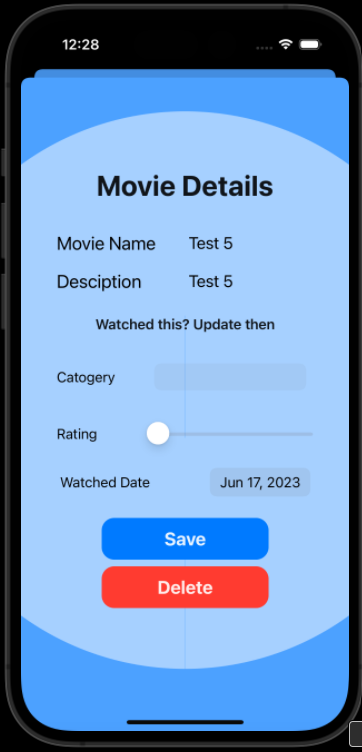 12:28
Movie Details
Movie Name Test 5
Desciption Test 5
Watched this? Update then
Catogery
Rating
Watched Date Jun 17, 2023
Save
Delete